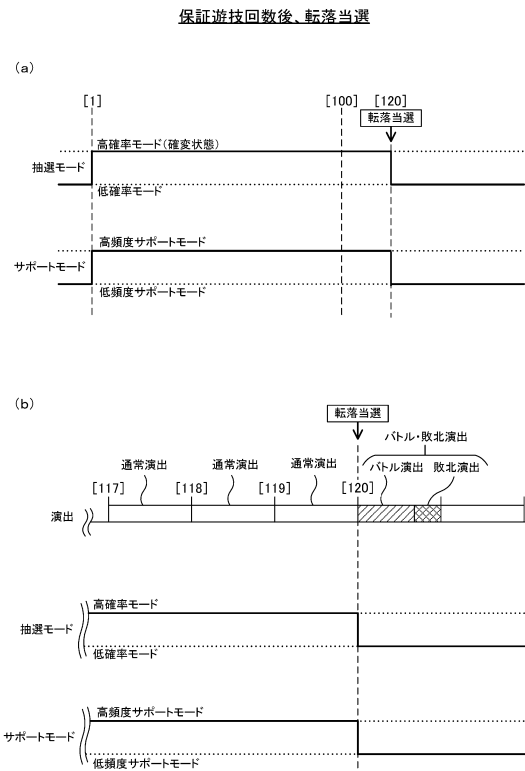 保証遊技回数後、転落当選
(a)
[1] [100] [120]
転落当選
高確率モード(確変状態)
抽選モード
低確率モード
高頻度サポートモード
サポートモード
低頻度サポートモード
(b)
転落当選
バトル・敗北演出
通常演出 通常演出 通常演出 バトル演出 敗北演出
[117] [118] [119] [120]
演出
高確率モード
抽選モード
低確率モード
高頻度サポートモード
サポートモード
低頻度サポートモード